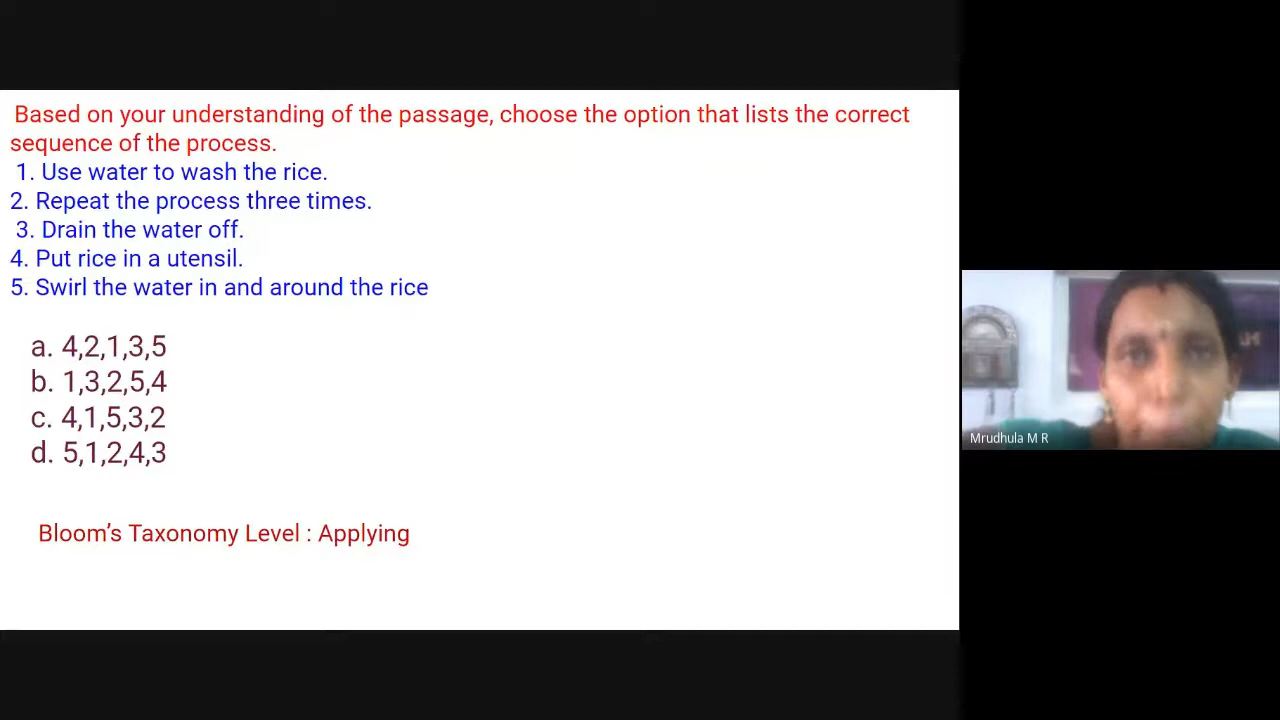 Based on your understanding of the passage, choose the option that lists the correct
sequence of the process.
1. Use water to wash the rice.
2. Repeat the process three times.
3. Drain the water off.
4. Put rice in a utensil.
5. Swirl the water in and around the rice
a. 4,2,1,3,5
b. 1,3,2,5,4
c. 4,1,5,3,2
d. 5,1,2,4,3
Bloom’s Taxonomy Level : Applying
Mrudhula M R